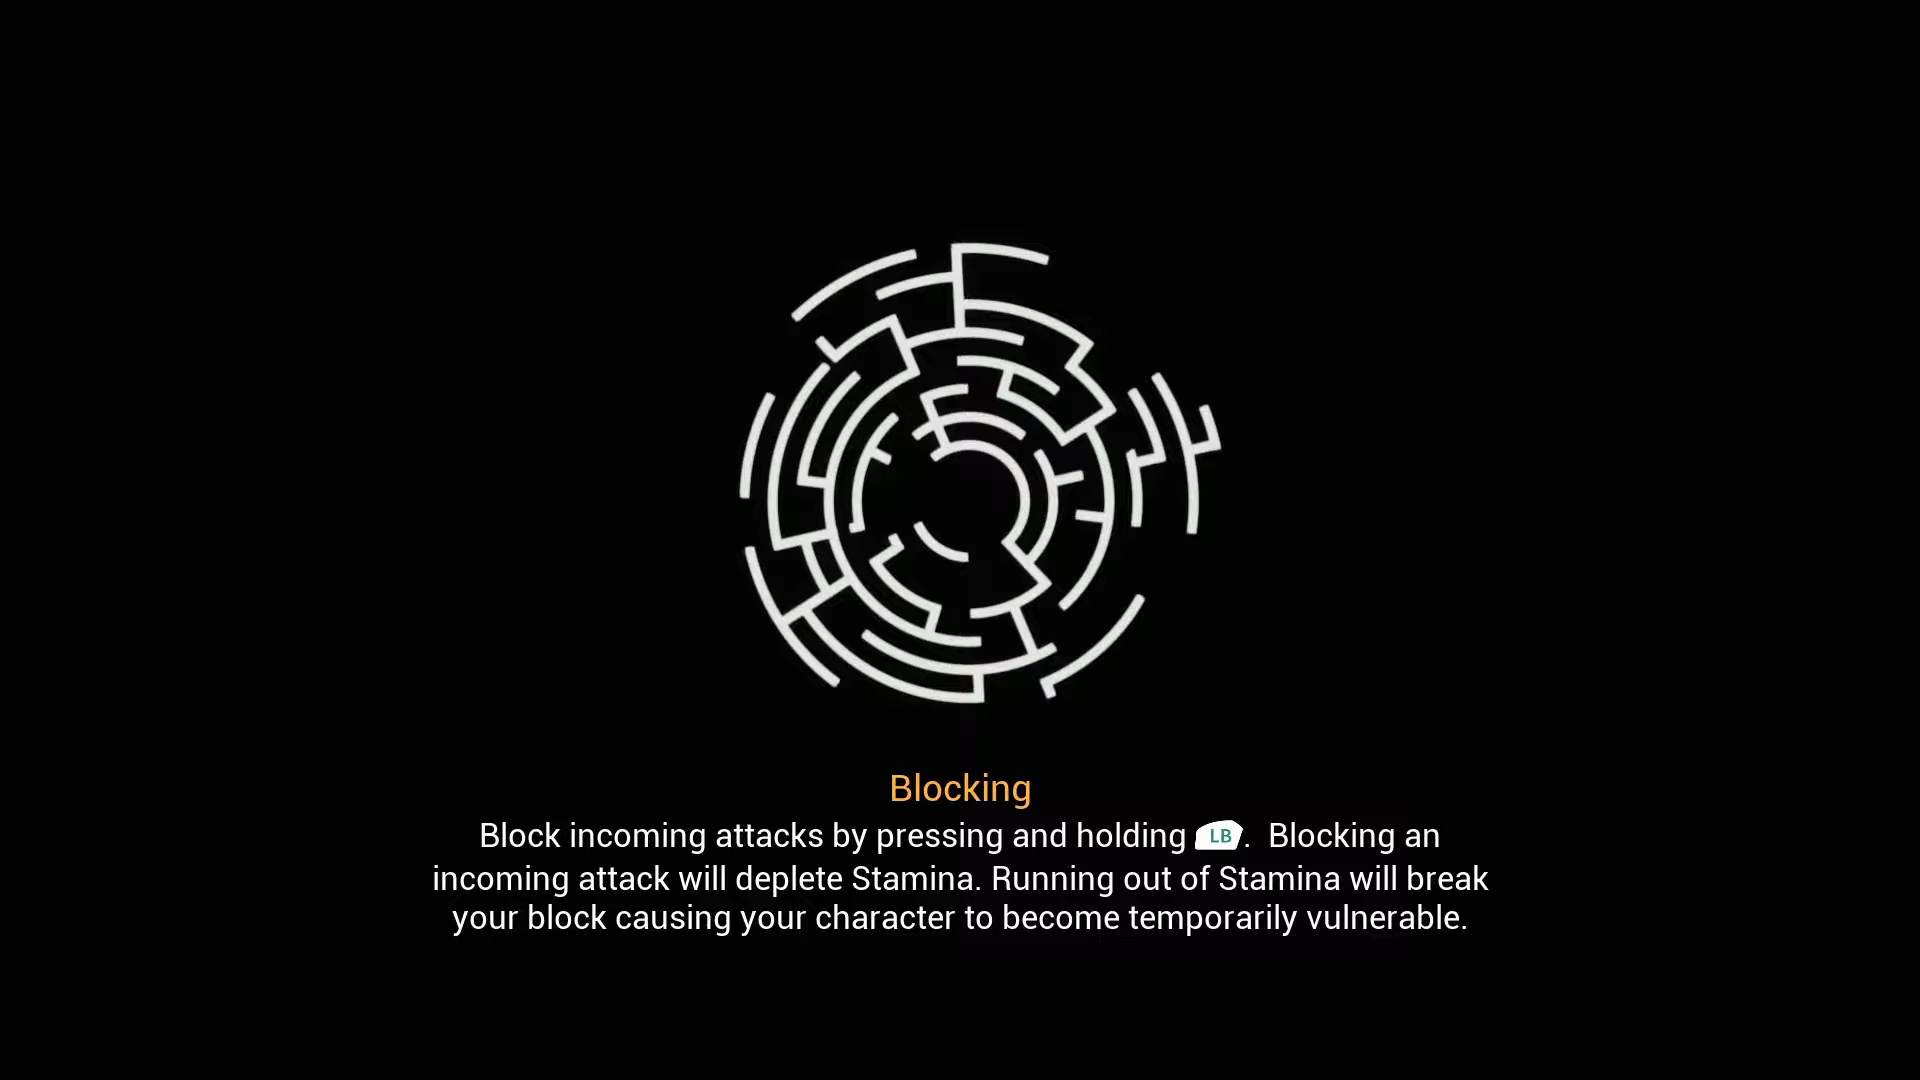 Blocking
Block incoming attacks by pressing and holding LB.  Blocking an
incoming attack will deplete Stamina. Running out of Stamina will break
your block causing your character to become temporarily vulnerable.